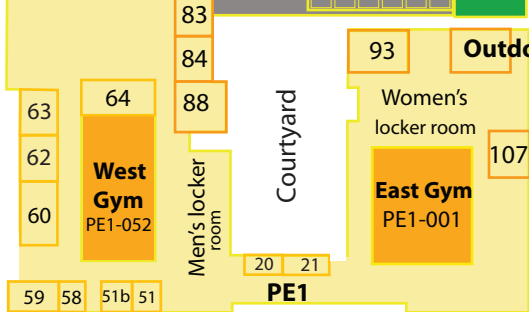 83
84
93
Outdo
88
64
63
Women's
locker room
Courtyard
62
107
West
Gym
PE1-052
Men's locker
room
East Gym
PE1-001
60
20
21
PE1
59
58
51b
51